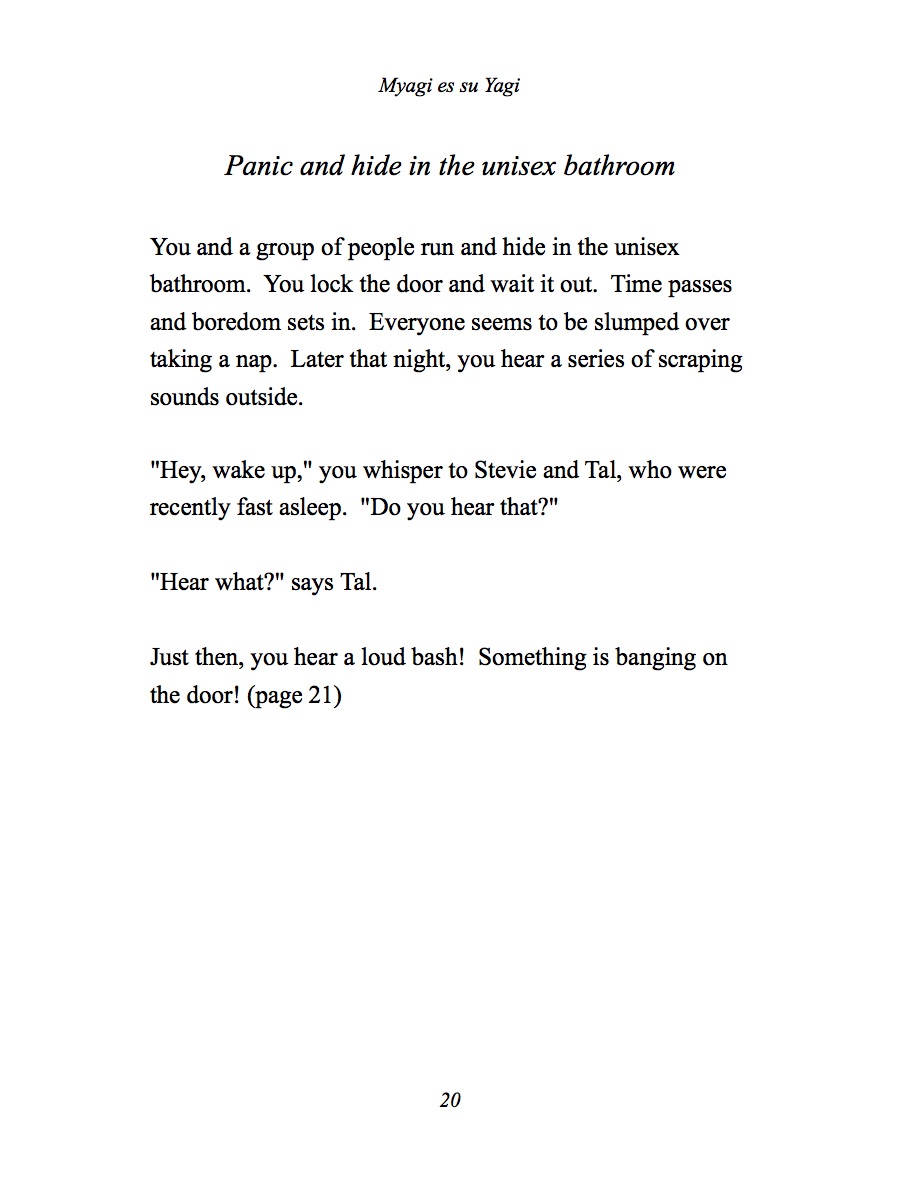 Myagi es su Yagi
Panic and hide in the unisex bathroom
You and a group of people run and hide in the unisex
bathroom.  You lock the door and wait it out.  Time passes
and boredom sets in.  Everyone seems to be slumped over
taking a nap.  Later that night, you hear a series of scraping
sounds outside.
"Hey, wake up," you whisper to Stevie and Tal, who were
recently fast asleep.  "Do you hear that?"
"Hear what?" says Tal.
Just then, you hear a loud bash!  Something is banging on
the door! (page 21)
20